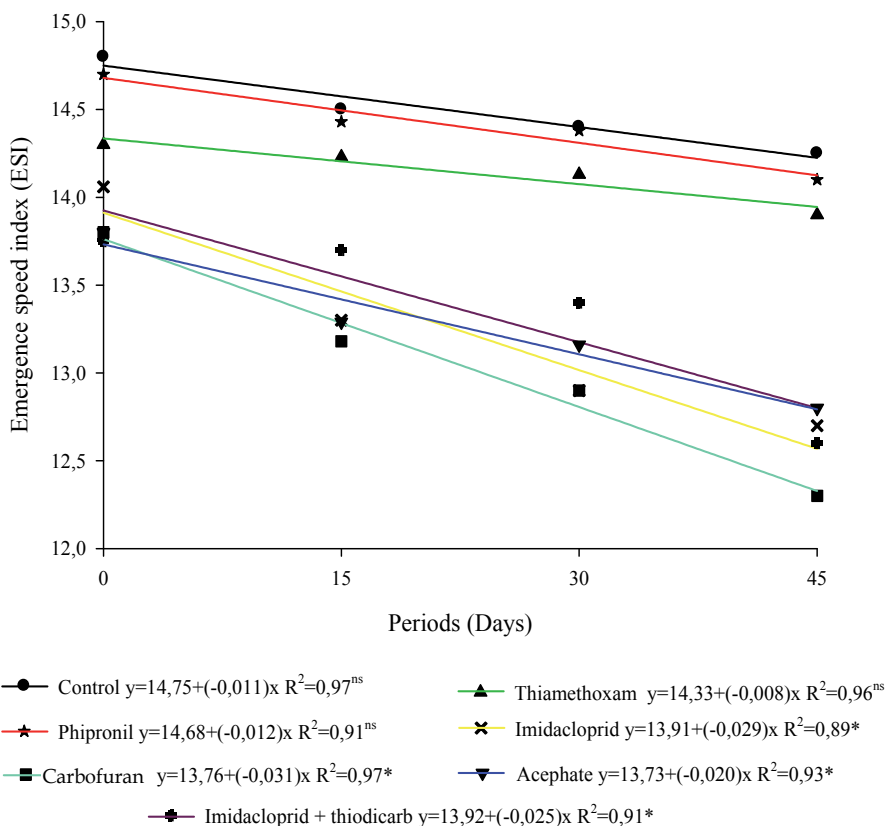 15,0
14,5
14,0
13,5
13,0
12,5
12,0
Emergence speed index (ESI)
0 15 30 45
Periods (Days)
Control y=14,75+(-0,011)x R²=0,97ⁿˢ
Thiamethoxam y=14,33+(-0,008)x R²=0,96ⁿˢ
Phipronil y=14,68+(-0,012)x R²=0,91ⁿˢ
Imidacloprid y=13,91+(-0,029)x R²=0,89*
Carbofuran y=13,76+(-0,031)x R²=0,97*
Acephate y=13,73+(-0,020)x R²=0,93*
Imidacloprid + thiodicarb y=13,92+(-0,025)x R²=0,91*